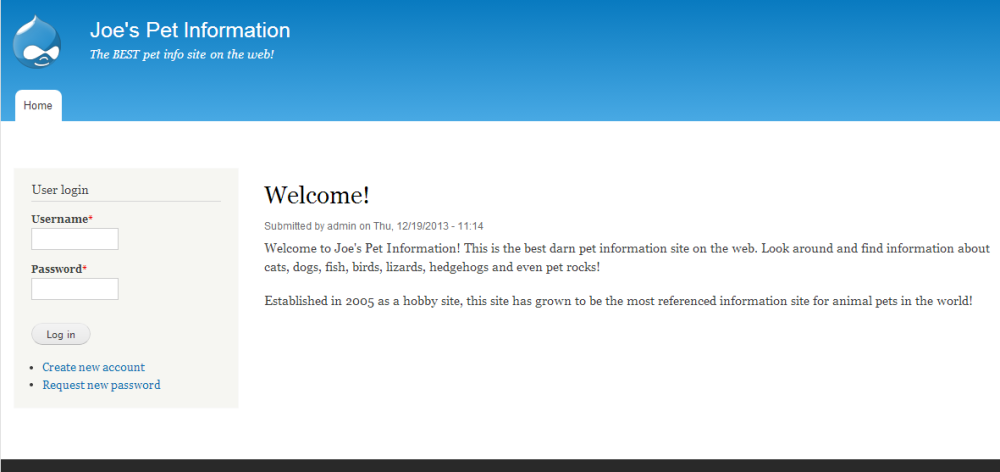 Joe's Pet Information
The BEST pet info site on the web!
Home
User login
Username*
Password*
Log in
Create new account
Request new password
Welcome!
Submitted by admin on Thu, 12/19/2013 - 11:14
Welcome to Joe's Pet Information! This is the best darn pet information site on the web. Look around and find information about
cats, dogs, fish, birds, lizards, hedgehogs and even pet rocks!
Established in 2005 as a hobby site, this site has grown to be the most referenced information site for animal pets in the world!